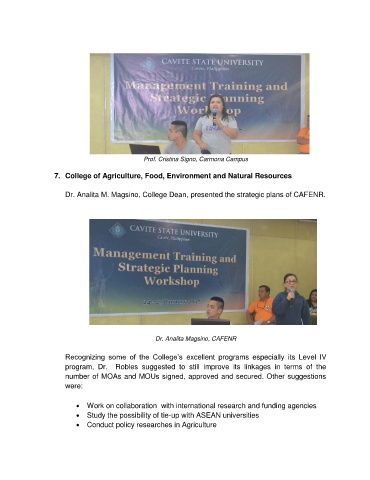 CAVITE STATE UNIVERSITY
Cavite, Philippines
Management Training and
Strategic Planning
Workshop
Prof. Cristina Signo, Carmona Campus
7. College of Agriculture, Food, Environment and Natural Resources
Dr. Analita M. Magsino, College Dean, presented the strategic plans of CAFENR.
CAVITE STATE UNIVERSITY
Cavite, Philippines
Management Training and
Strategic Planning
Workshop
Dr. Analita Magsino, CAFENR
Recognizing some of the College's excellent programs especially its Level IV
program, Dr. Robles suggested to still improve its linkages in terms of the
number of MOAs and MOUs signed, approved and secured. Other suggestions
were:
• Work on collaboration with international research and funding agencies
• Study the possibility of tie-up with ASEAN universities
• Conduct policy researches in Agriculture